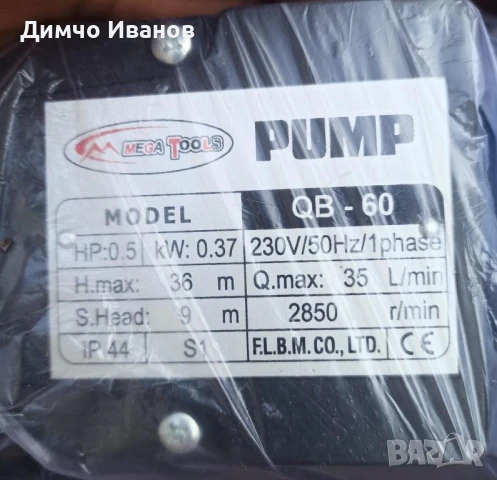 Димчо Иванов
MEGA TOOLS PUMP
MODEL QB - 60
HP: 0.5 kW: 0.37 230V/50Hz/1phase
H.max: 36 m Q.max: 35 L/min
S.Head: 9 m 2850 r/min
IP 44 S1 F.L.B.M. CO., LTD. CE
BAZAR